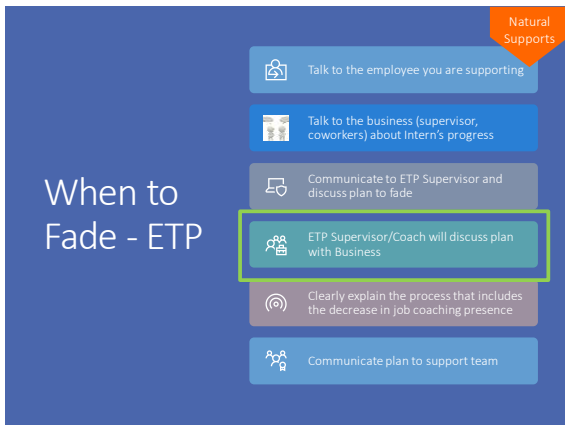 Natural
Supports
Talk to the employee you are supporting
Talk to the business (supervisor,
coworkers) about Intern's progress
When to
Fade - ETP
Communicate to ETP Supervisor and
discuss plan to fade
ETP Supervisor/Coach will discuss plan
with Business
Clearly explain the process that includes
the decrease in job coaching presence
Communicate plan to support team